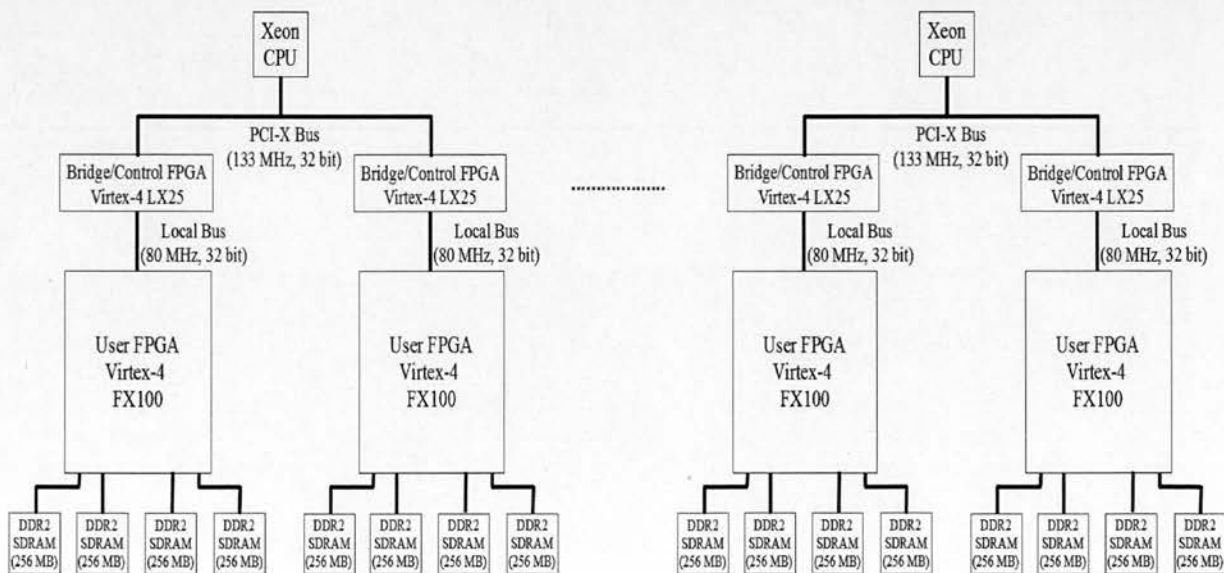 Xeon
CPU
Xeon
CPU
PCI-X Bus
(133 MHz, 32 bit)
PCI-X Bus
(133 MHz, 32 bit)
Bridge/Control FPGA
Virtex-4 LX25
Bridge/Control FPGA
Virtex-4 LX25
Bridge/Control FPGA
Virtex-4 LX25
Bridge/Control FPGA
Virtex-4 LX25
Local Bus
(80 MHz, 32 bit)
Local Bus
(80 MHz, 32 bit)
Local Bus
(80 MHz, 32 bit)
Local Bus
(80 MHz, 32 bit)
User FPGA
Virtex-4
FX100
User FPGA
Virtex-4
FX100
User FPGA
Virtex-4
FX100
User FPGA
Virtex-4
FX100
DDR2
SDRAM
(256 MB)
DDR2
SDRAM
(256 MB)
DDR2
SDRAM
(256 MB)
DDR2
SDRAM
(256 MB)
DDR2
SDRAM
(256 MB)
DDR2
SDRAM
(256 MB)
DDR2
SDRAM
(256 MB)
DDR2
SDRAM
(256 MB)
DDR2
SDRAM
(256 MB)
DDR2
SDRAM
(256 MB)
DDR2
SDRAM
(256 MB)
DDR2
SDRAM
(256 MB)
DDR2
SDRAM
(256 MB)
DDR2
SDRAM
(256 MB)
DDR2
SDRAM
(256 MB)
DDR2
SDRAM
(256 MB)